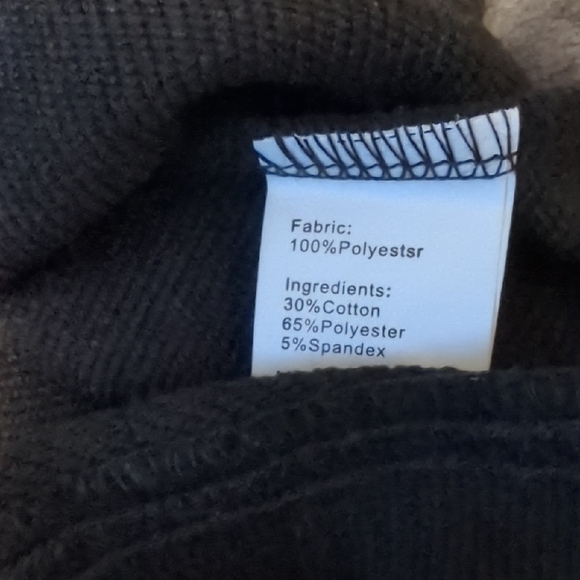 Fabric:
100%Polyestsr
Ingredients:
30%Cotton
65%Polyester
5%Spandex